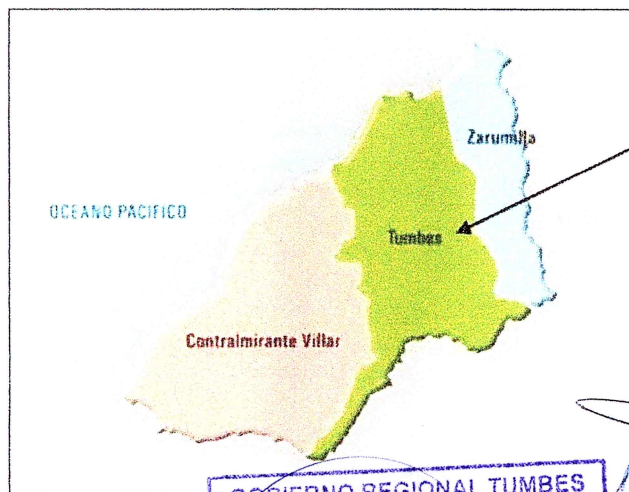 Zarumilla
OCEANO PACIFICO
Tumbes
Contralmirante Villar
GOBIERNO REGIONAL TUMBES